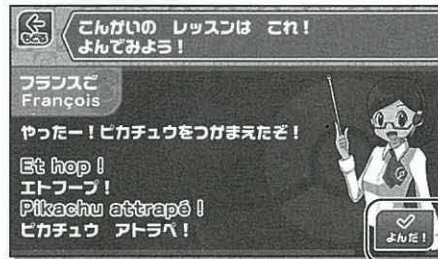 もどる
こんかいの レッスンは これ！
よんでみよう！
フランスご
François
やったー！ピカチュウをつかまえたぞ！
Et hop !
エトフープ！
Pikachu attrapé !
ピカチュウ アトラペ！
よんだ！